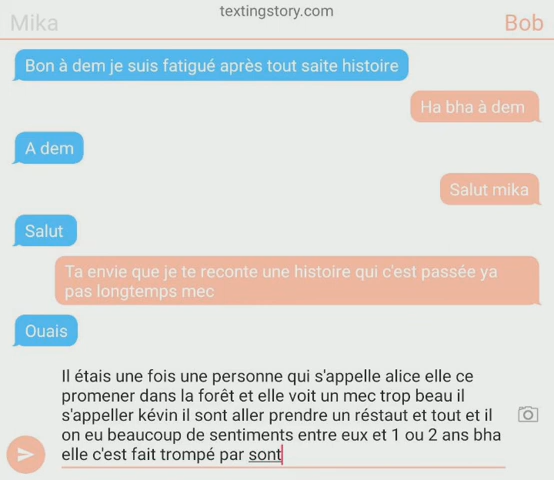 textingstory.com
Mika
Bob
Bon à dem je suis fatigué après tout saite histoire
Ha bha à dem
A dem
Salut mika
Salut
Ta envie que je te reconte une histoire qui c'est passée ya
pas longtemps mec
Ouais
Il étais une fois une personne qui s'appelle alice elle ce
promener dans la forêt et elle voit un mec trop beau il
s'appeller kévin il sont aller prendre un réstaut et tout et il
on eu beaucoup de sentiments entre eux et 1 ou 2 ans bha
elle c'est fait trompé par sont